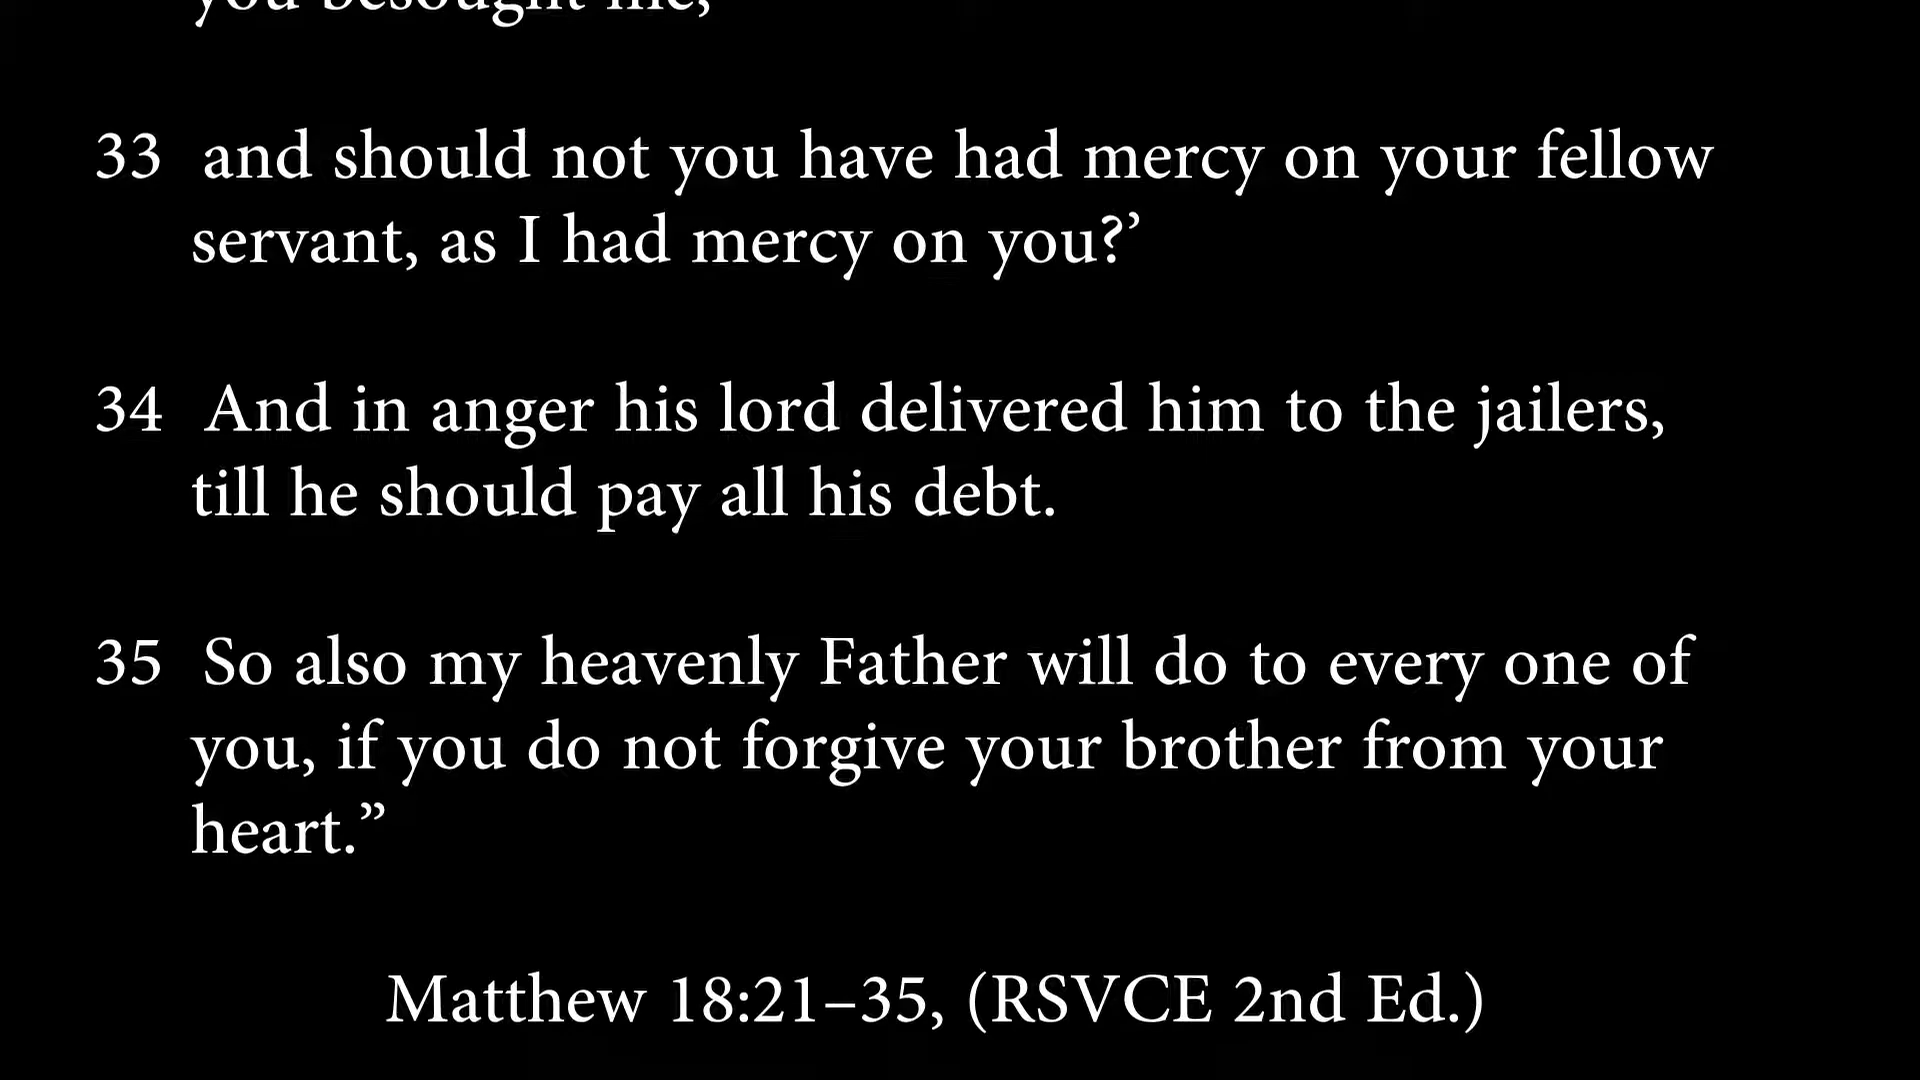 you besought me,
33 and should not you have had mercy on your fellow
servant, as I had mercy on you?’
34 And in anger his lord delivered him to the jailers,
till he should pay all his debt.
35 So also my heavenly Father will do to every one of
you, if you do not forgive your brother from your
heart.”
Matthew 18:21–35, (RSVCE 2nd Ed.)